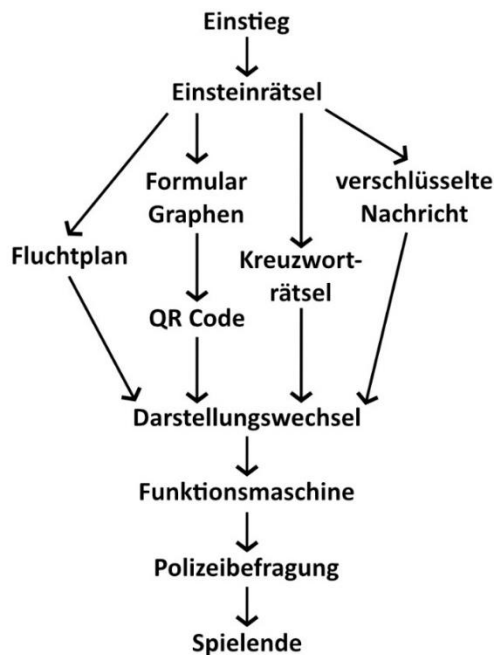 Einstieg
Einsteinrätsel
Formular
Graphen
verschlüsselte
Nachricht
Fluchtplan
Kreuzwort-
rätsel
QR Code
Darstellungswechsel
Funktionsmaschine
Polizeibefragung
Spielende